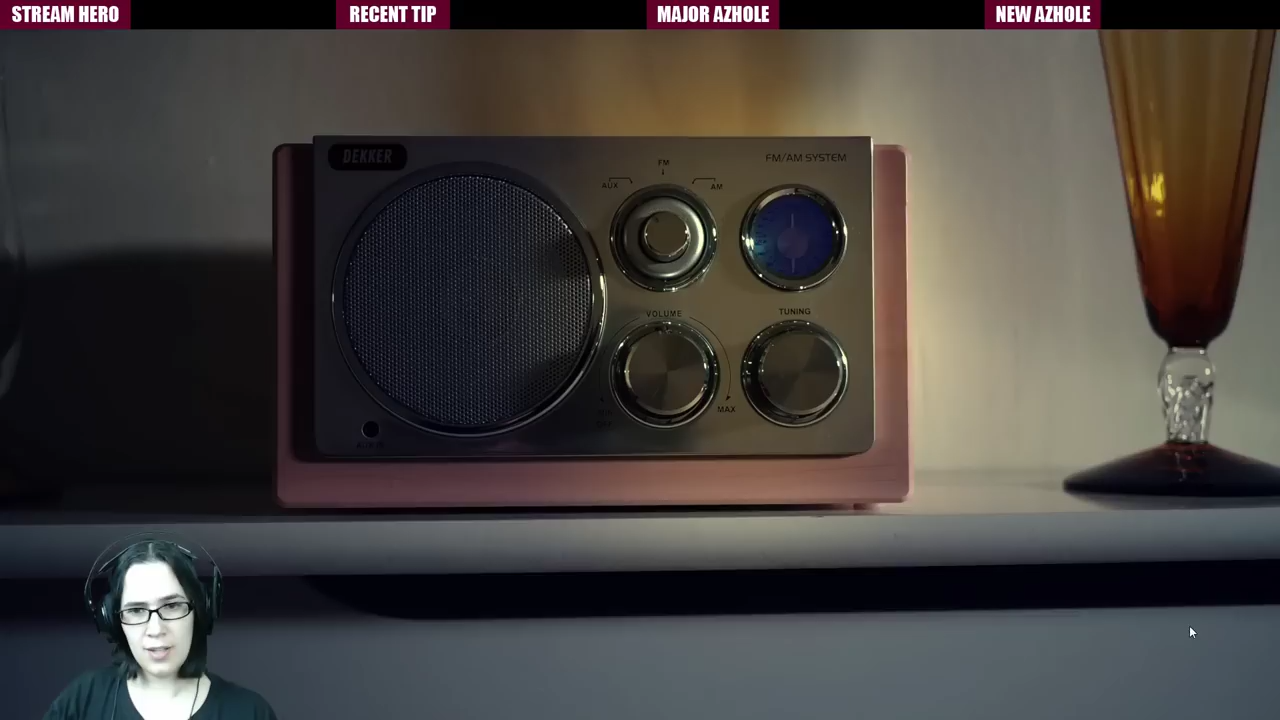 STREAM HERO
RECENT TIP
MAJOR AZHOLE
NEW AZHOLE
DEKKER
FM/AM SYSTEM
FM
AUX
AM
VOLUME
TUNING
MAX